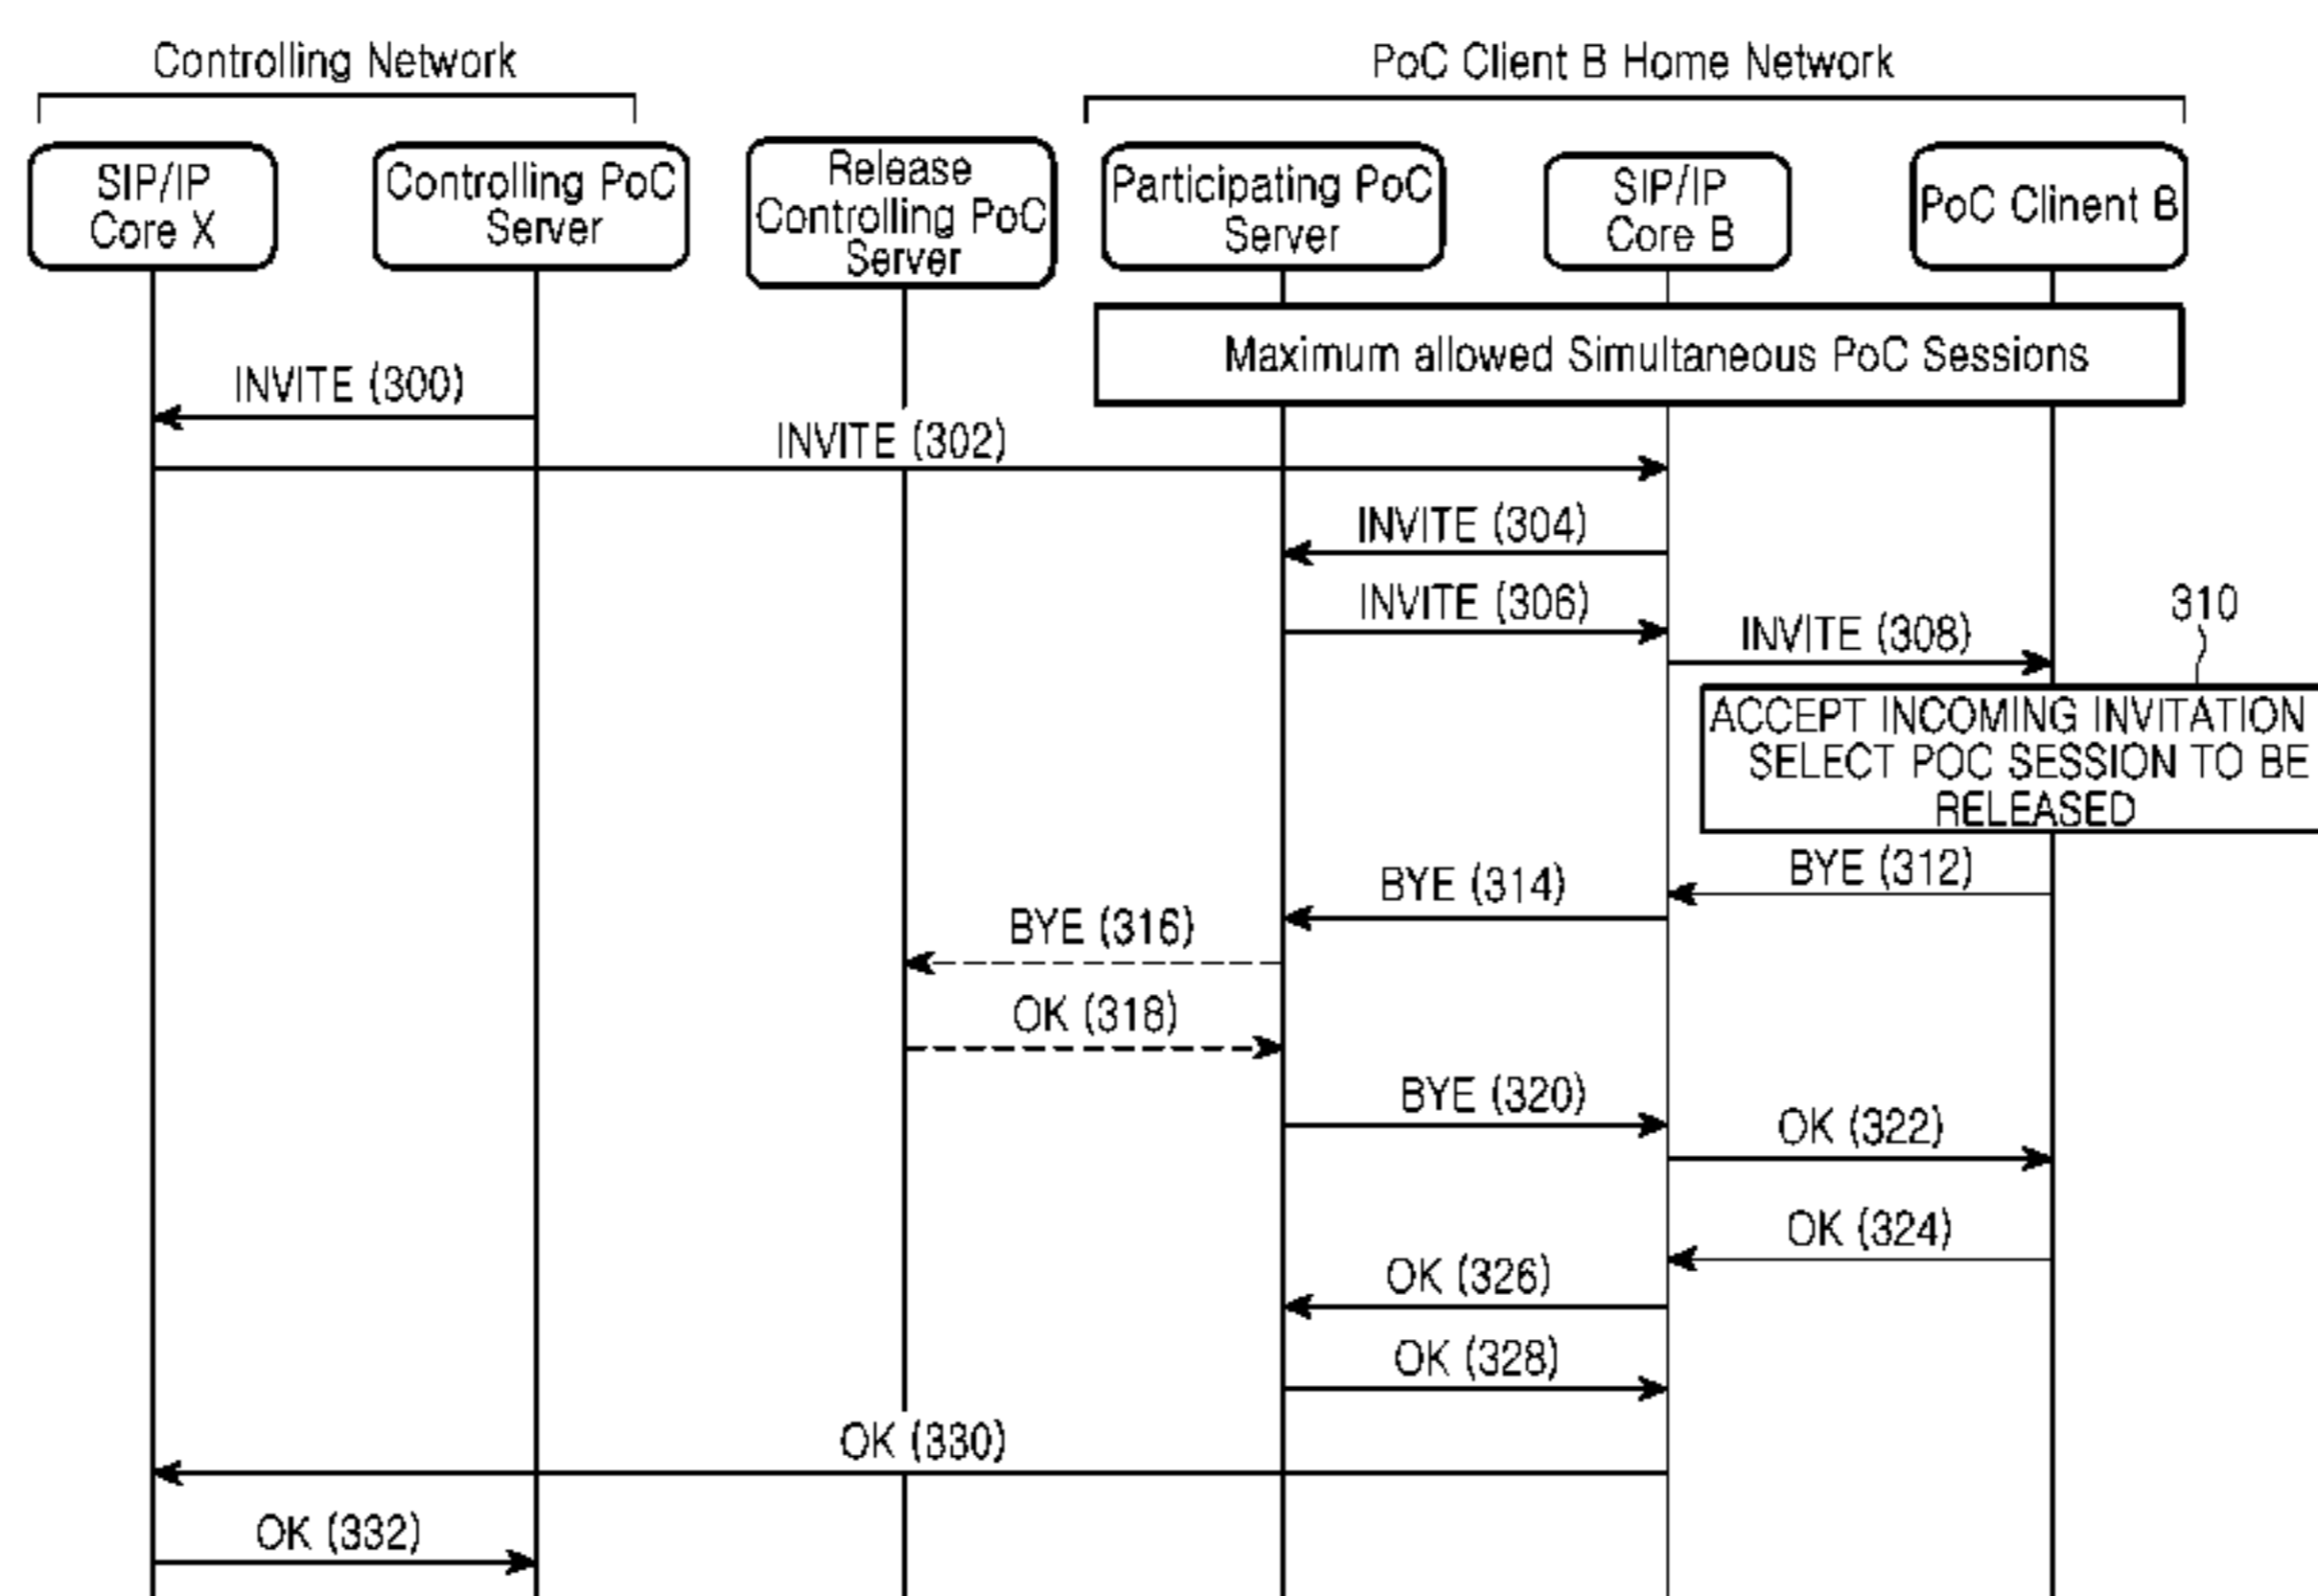 Controlling Network
PoC Client B Home Network
SIP/IP
Core X
Controlling PoC
Server
Release
Controlling PoC
Server
Participating PoC
Server
SIP/IP
Core B
PoC Clinent B
Maximum allowed Simultaneous PoC Sessions
INVITE (300)
INVITE (302)
INVITE (304)
INVITE (306)
INVITE (308)
310
ACCEPT INCOMING INVITATION
SELECT POC SESSION TO BE
RELEASED
BYE (312)
BYE (314)
BYE (316)
OK (318)
BYE (320)
OK (322)
OK (324)
OK (326)
OK (328)
OK (330)
OK (332)